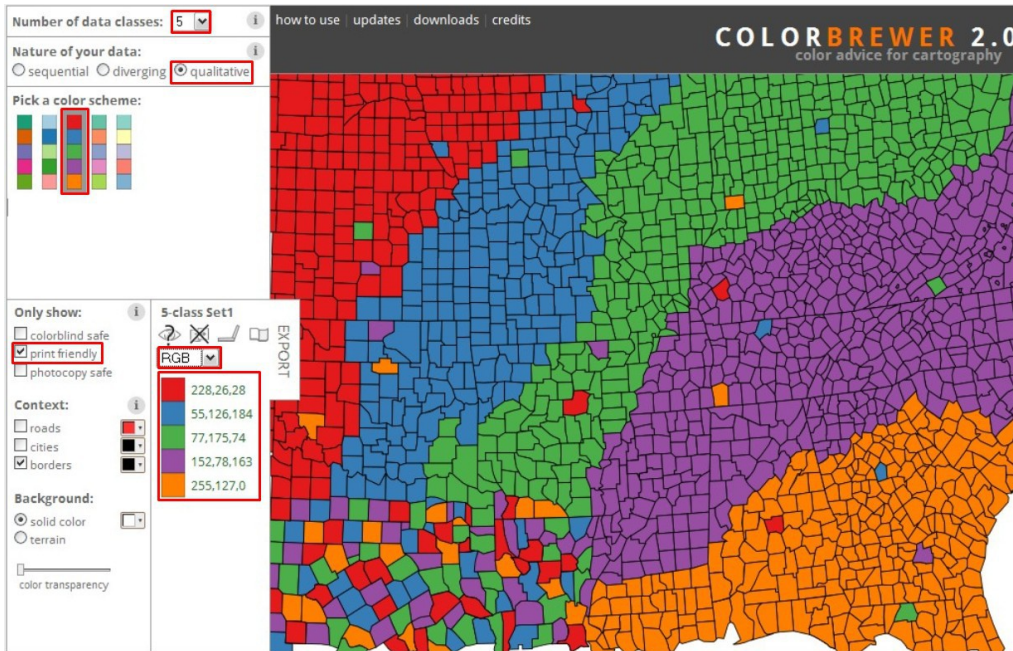 Number of data classes: 5 i
how to use | updates | downloads | credits
COLORBREWER 2.0
color advice for cartography
Nature of your data: i
sequential diverging qualitative
Pick a color scheme:
Only show: i
colorblind safe
print friendly
photocopy safe
Context: i
roads
cities
borders
Background:
solid color
terrain
color transparency
5-class Set1
EXPORT
RGB
228,26,28
55,126,184
77,175,74
152,78,163
255,127,0